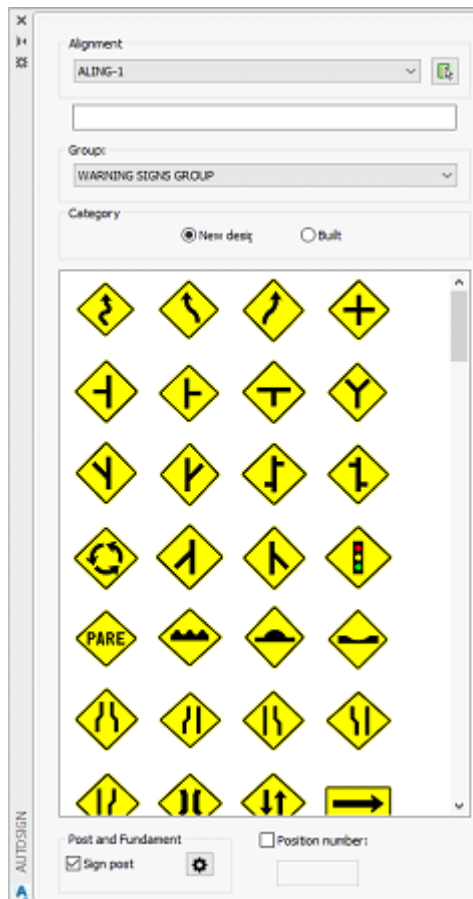 Alignment
ALING-1
Group:
WARNING SIGNS GROUP
Category
New desig
Built
PARE
Post and Fundament
Sign post
Position number:
AUTOSIGN